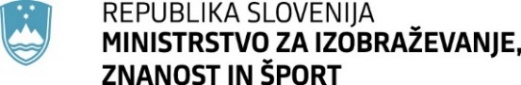 REPUBLIKA SLOVENIJA
MINISTRSTVO ZA IZOBRAŽEVANJE,
ZNANOST IN ŠPORT